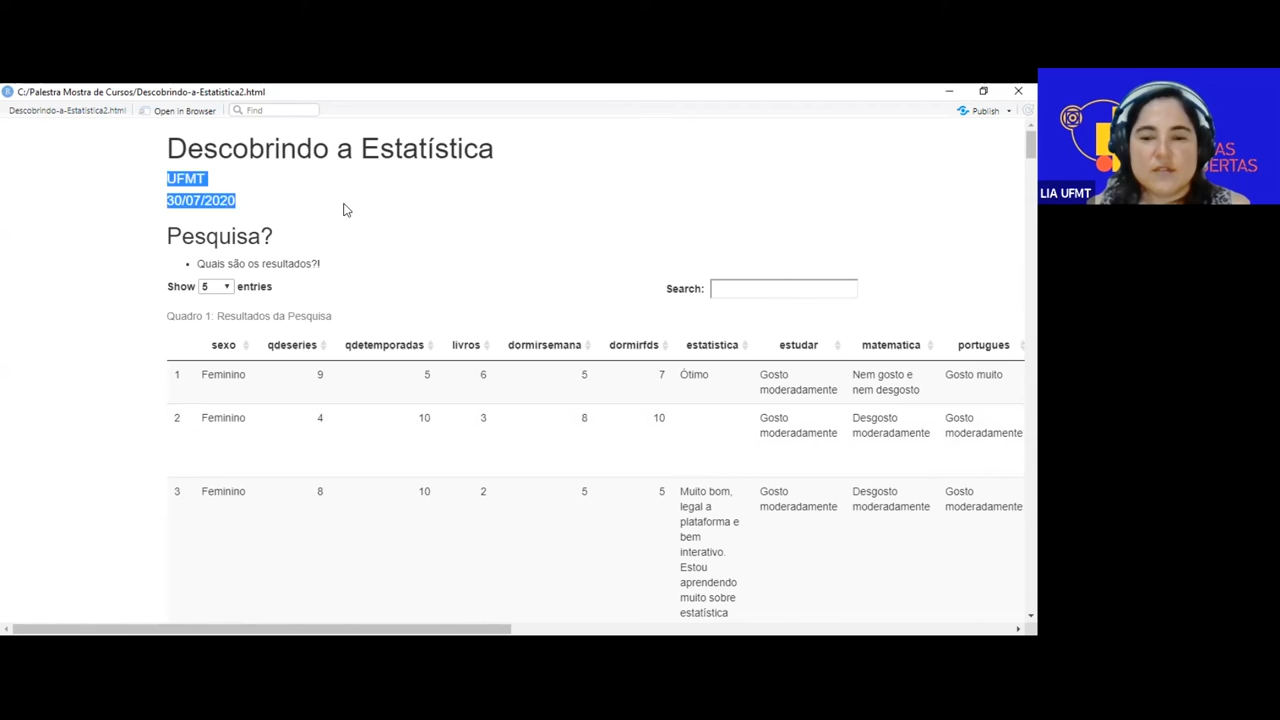 C:/Palestra Mostra de Cursos/Descobrindo-a-Estatistica2.html
Descobrindo-a-Estatistica2.html Open in Browser Find Publish
Descobrindo a Estatística
UFMT
30/07/2020
Pesquisa?
Quais são os resultados?!
Show 5 entries Search:
Quadro 1: Resultados da Pesquisa
sexo qdeseries qdetemporadas livros dormirsemana dormirfds estatistica estudar matematica portugues
1 Feminino 9 5 6 5 7 Ótimo Gosto Nem gosto e Gosto muito
moderadamente nem desgosto
2 Feminino 4 10 3 8 10 Gosto Desgosto Gosto
moderadamente moderadamente moderadamente
3 Feminino 8 10 2 5 5 Muito bom, Gosto Desgosto Gosto
legal a moderadamente moderadamente moderadamente
plataforma e
bem
interativo.
Estou
aprendendo
muito sobre
estatística
LIA UFMT